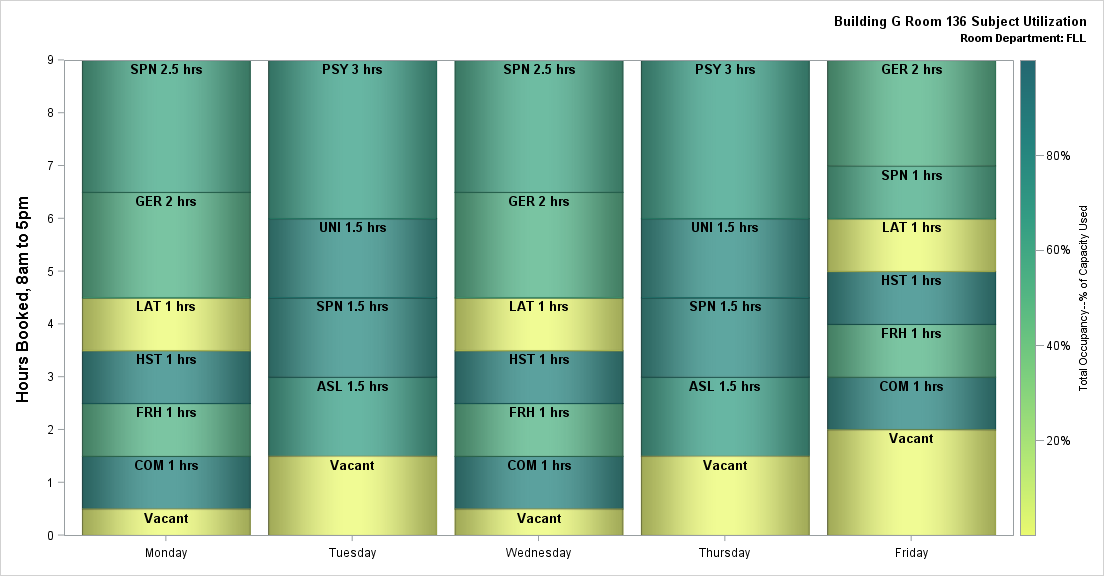 Building G Room 136 Subject Utilization
Room Department: FLL
Hours Booked, 8am to 5pm
9
8
7
6
5
4
3
2
1
0
SPN 2.5 hrs
GER 2 hrs
LAT 1 hrs
HST 1 hrs
FRH 1 hrs
COM 1 hrs
Vacant
Monday
PSY 3 hrs
UNI 1.5 hrs
SPN 1.5 hrs
ASL 1.5 hrs
Vacant
Tuesday
SPN 2.5 hrs
GER 2 hrs
LAT 1 hrs
HST 1 hrs
FRH 1 hrs
COM 1 hrs
Vacant
Wednesday
PSY 3 hrs
UNI 1.5 hrs
SPN 1.5 hrs
ASL 1.5 hrs
Vacant
Thursday
GER 2 hrs
SPN 1 hrs
LAT 1 hrs
HST 1 hrs
FRH 1 hrs
COM 1 hrs
Vacant
Friday
80%
60%
40%
20%
Total Occupancy--% of Capacity Used